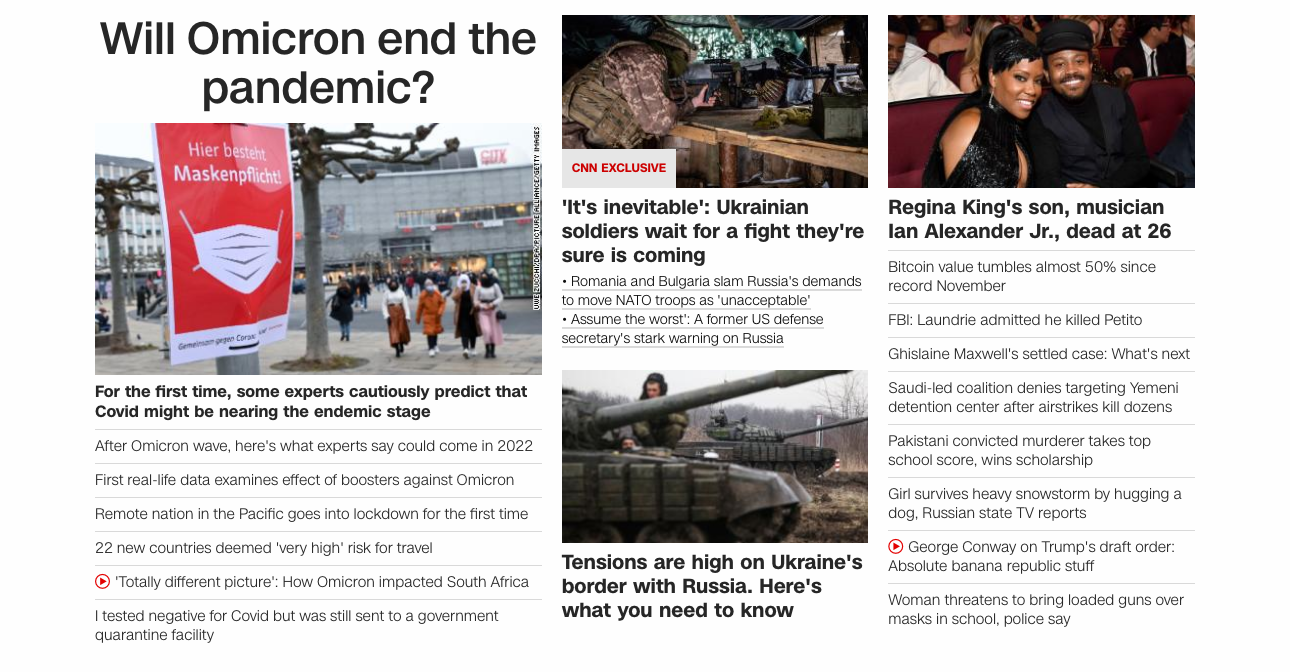 Will Omicron end the
pandemic?
Hier besteht
Maskenpflicht!
Gemeinsam gegen Corona
CITY
UWE ZUCCHI/DPA/PICTURE ALLIANCE/GETTY IMAGES
For the first time, some experts cautiously predict that
Covid might be nearing the endemic stage
After Omicron wave, here's what experts say could come in 2022
First real-life data examines effect of boosters against Omicron
Remote nation in the Pacific goes into lockdown for the first time
22 new countries deemed 'very high' risk for travel
'Totally different picture': How Omicron impacted South Africa
I tested negative for Covid but was still sent to a government
quarantine facility
CNN EXCLUSIVE
'It's inevitable': Ukrainian
soldiers wait for a fight they're
sure is coming
• Romania and Bulgaria slam Russia's demands
to move NATO troops as 'unacceptable'
• Assume the worst': A former US defense
secretary's stark warning on Russia
Tensions are high on Ukraine's
border with Russia. Here's
what you need to know
Regina King's son, musician
Ian Alexander Jr., dead at 26
Bitcoin value tumbles almost 50% since
record November
FBI: Laundrie admitted he killed Petito
Ghislaine Maxwell's settled case: What's next
Saudi-led coalition denies targeting Yemeni
detention center after airstrikes kill dozens
Pakistani convicted murderer takes top
school score, wins scholarship
Girl survives heavy snowstorm by hugging a
dog, Russian state TV reports
George Conway on Trump's draft order:
Absolute banana republic stuff
Woman threatens to bring loaded guns over
masks in school, police say